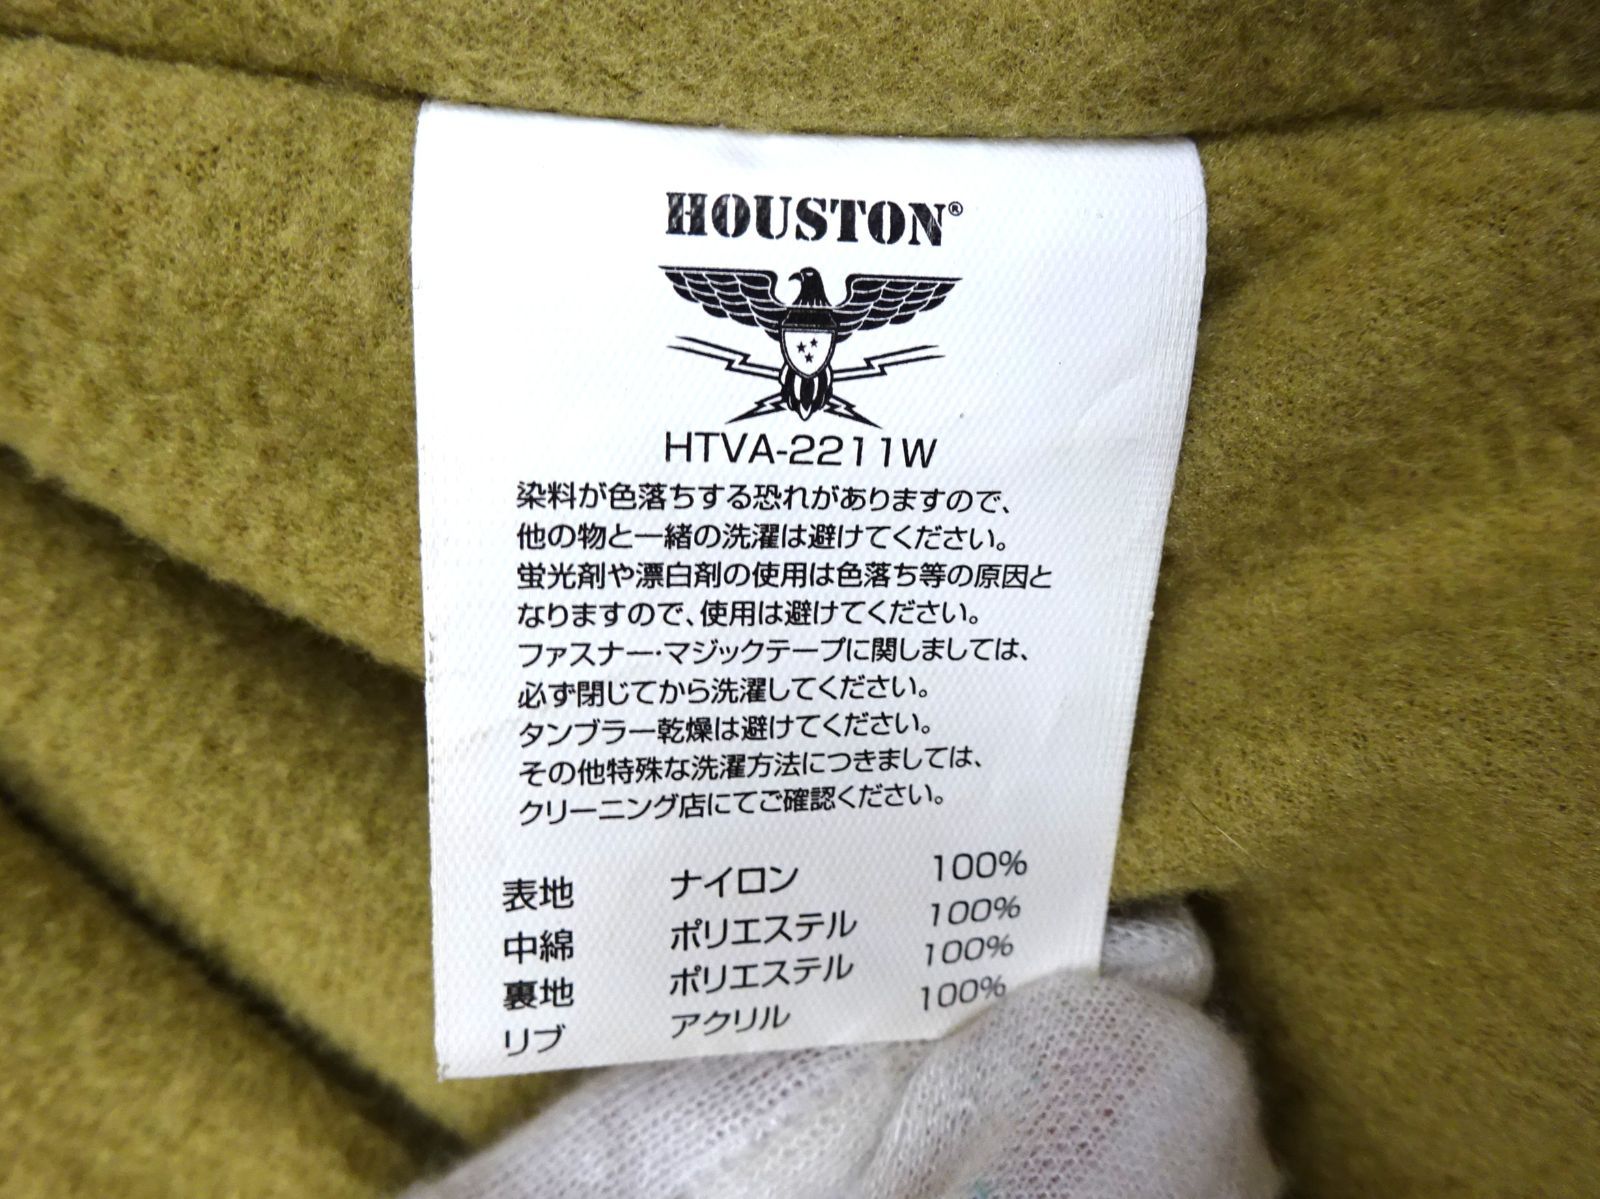 HOUSTON®
HTVA-2211W
染料が色落ちする恐れがありますので、
他の物と一緒の洗濯は避けてください。
蛍光剤や漂白剤の使用は色落ち等の原因と
なりますので、使用は避けてください。
ファスナー・マジックテープに関しましては、
必ず閉じてから洗濯してください。
タンブラー乾燥は避けてください。
その他特殊な洗濯方法につきましては、
クリーニング店にてご確認ください。
表地 ナイロン 100%
中綿 ポリエステル 100%
裏地 ポリエステル 100%
リブ アクリル 100%